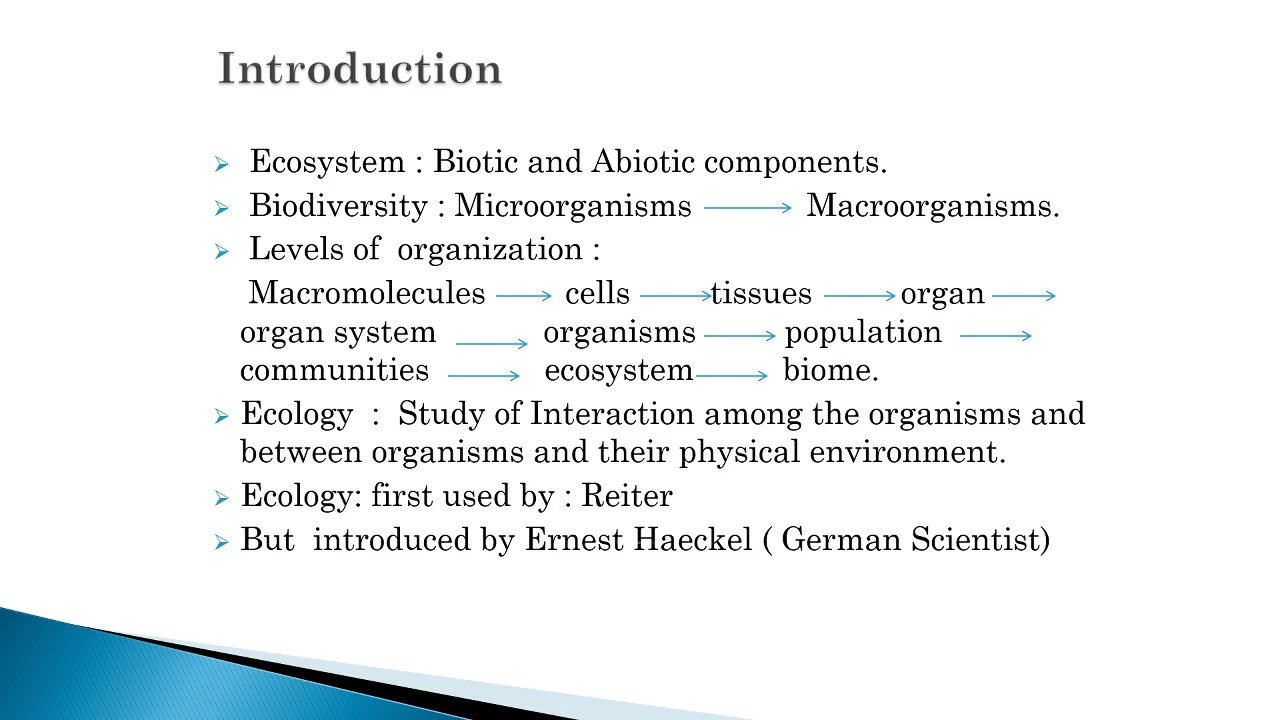 Introduction
Ecosystem : Biotic and Abiotic components.
Biodiversity : Microorganisms → Macroorganisms.
Levels of organization :
Macromolecules → cells → tissues → organ →
organ system → organisms → population →
communities → ecosystem → biome.
Ecology : Study of Interaction among the organisms and
between organisms and their physical environment.
Ecology: first used by : Reiter
But introduced by Ernest Haeckel ( German Scientist)